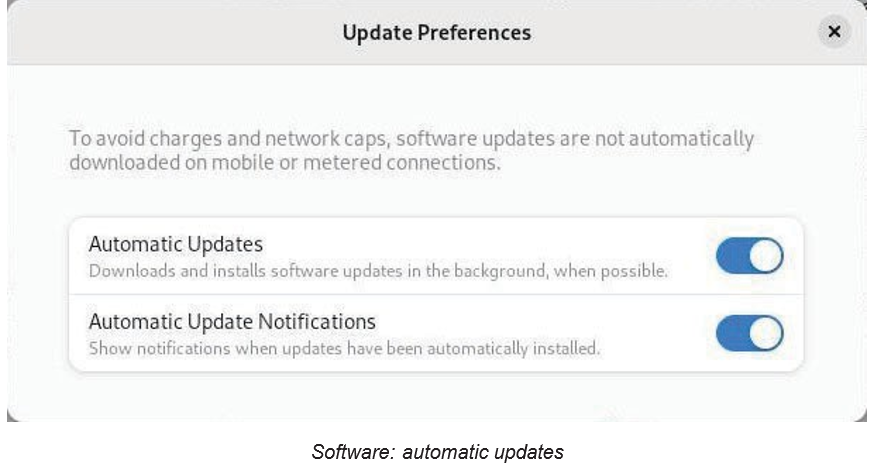 Update Preferences
To avoid charges and network caps, software updates are not automatically
downloaded on mobile or metered connections.
Automatic Updates
Downloads and installs software updates in the background, when possible.
Automatic Update Notifications
Show notifications when updates have been automatically installed.
Software: automatic updates